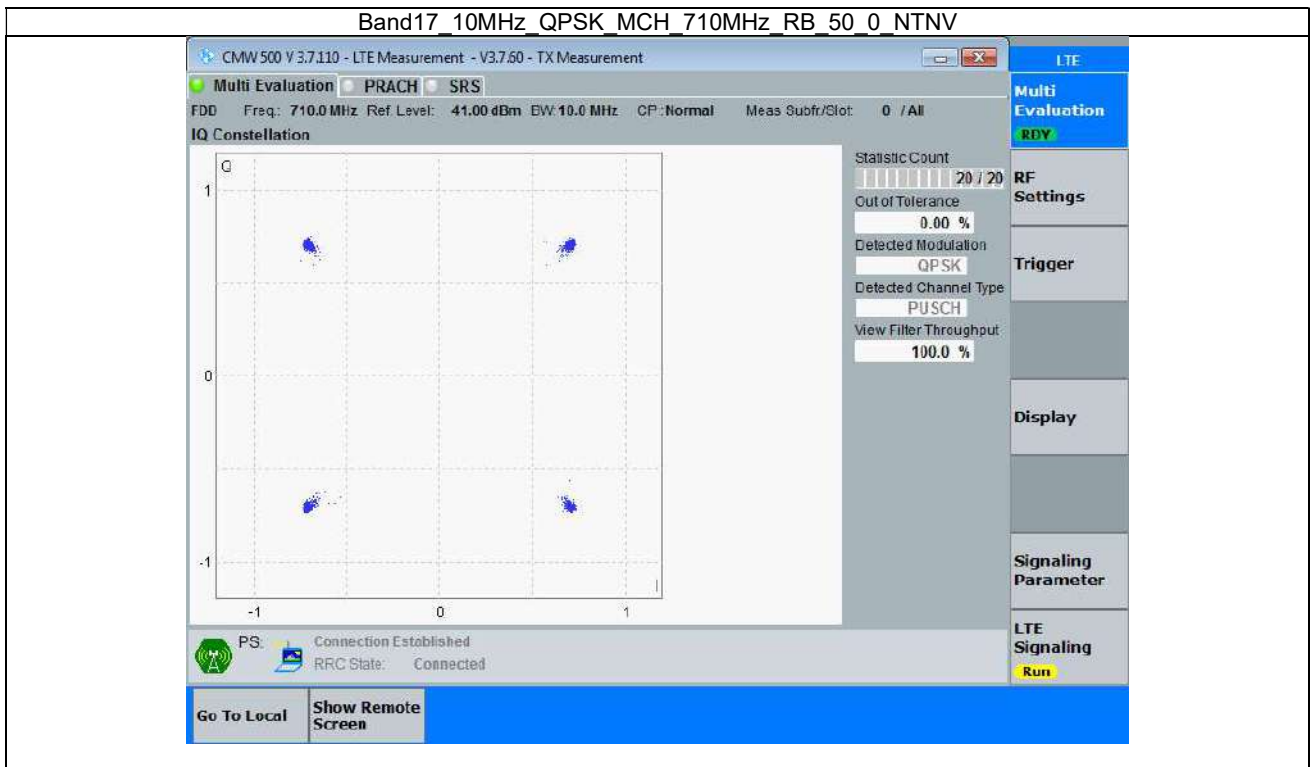 Band17_10MHz_QPSK_MCH_710MHz_RB_50_0_NTNV
CMW 500 V 3.7.110 - LTE Measurement - V3.7.60 - TX Measurement
LTE
Multi Evaluation PRACH SRS
FDD Freq.: 710.0 MHz Ref. Level: 41.00 dBm BW: 10.0 MHz CP: Normal Meas Subfr/Slot: 0 / All
IQ Constellation
Multi
Evaluation
RDY
Q
1
0
-1
-1 0 1
I
Statistic Count
20 / 20
Out of Tolerance
0.00 %
Detected Modulation
QPSK
Detected Channel Type
PUSCH
View Filter Throughput
100.0 %
RF
Settings
Trigger
Display
Signaling
Parameter
LTE
Signaling
Run
PS: Connection Established
RRC State: Connected
Go To Local
Show Remote
Screen